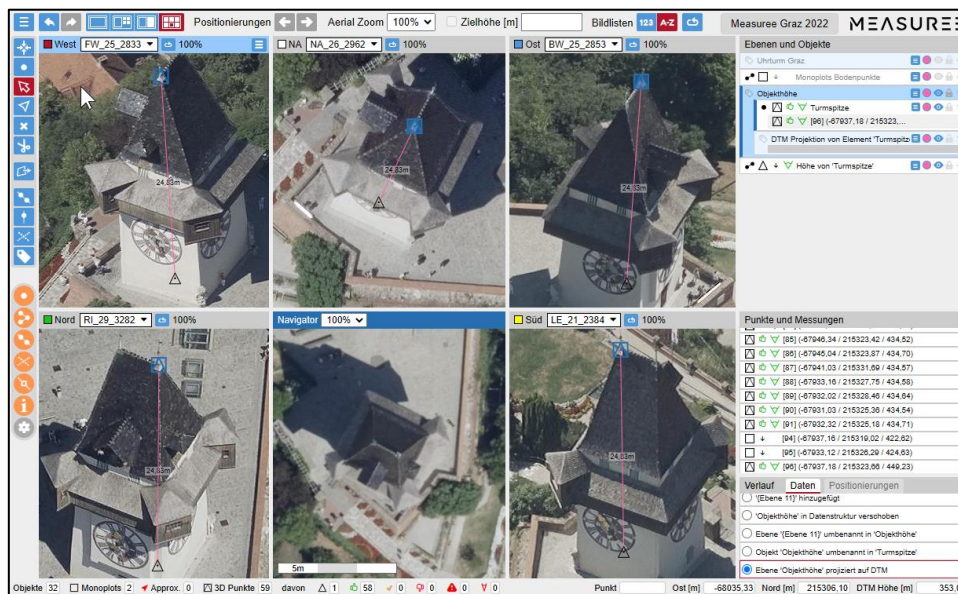 Positionierungen Aerial Zoom 100% Zielhöhe [m] Bildlisten 123 A-Z Measuree Graz 2022 MEASUREE
West FW_25_2833 100%
NA NA_26_2962 100%
Ost BW_25_2853 100%
Ebenen und Objekte
Uhrturm Graz
Monoplots Bodenpunkte
Objekthöhe
Turmspitze
[96] (-67937,18 / 215323,...
DTM Projektion von Element 'Turmspitz
Höhe von 'Turmspitze'
24,83m
24,83m
24,83m
Nord RI_29_3282 100%
Navigator 100%
Süd LE_21_2384 100%
24,83m
24,83m
5m
Punkte und Messungen
[85] (-67946,34 / 215323,42 / 434,62)
[86] (-67945,04 / 215323,87 / 434,70)
[87] (-67941,03 / 215331,69 / 434,57)
[88] (-67933,16 / 215327,75 / 434,58)
[89] (-67932,02 / 215328,46 / 434,64)
[90] (-67931,03 / 215325,36 / 434,54)
[91] (-67932,32 / 215325,18 / 434,71)
[94] (-67937,16 / 215319,02 / 422,62)
[95] (-67933,12 / 215326,29 / 424,63)
[96] (-67937,18 / 215323,66 / 449,23)
Verlauf Daten Positionierungen
'[Ebene 11]' hinzugefügt
'Objekthöhe' in Datenstruktur verschoben
Ebene '[Ebene 11]' umbenannt in 'Objekthöhe'
Objekt 'Objekthöhe' umbenannt in 'Turmspitze'
Ebene 'Objekthöhe' projiziert auf DTM
Objekte 32 Monoplots 2 Approx. 0 3D Punkte 59 davon 1 58 0 0 0 0 Punkt Ost [m] -68035,33 Nord [m] 215306,10 DTM Höhe [m] 353,